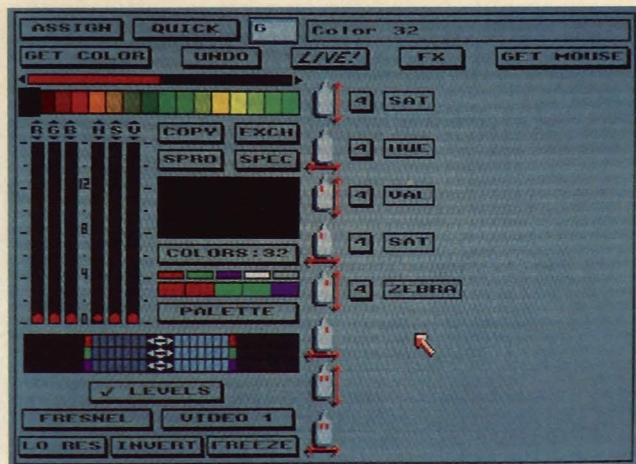 ASSIGN QUICK G Color 32
GET COLOR UNDO LIVE! FX GET MOUSE
4 SAT
R G B H S V COPY EXCH
4 HUE
SPRD SPEC
12
4 VAL
8
4 SAT
COLORS:32
4
4 ZEBRA
PALETTE
0
✓ LEVELS
FRESNEL VIDEO 1
LO RES INVERT FREEZE